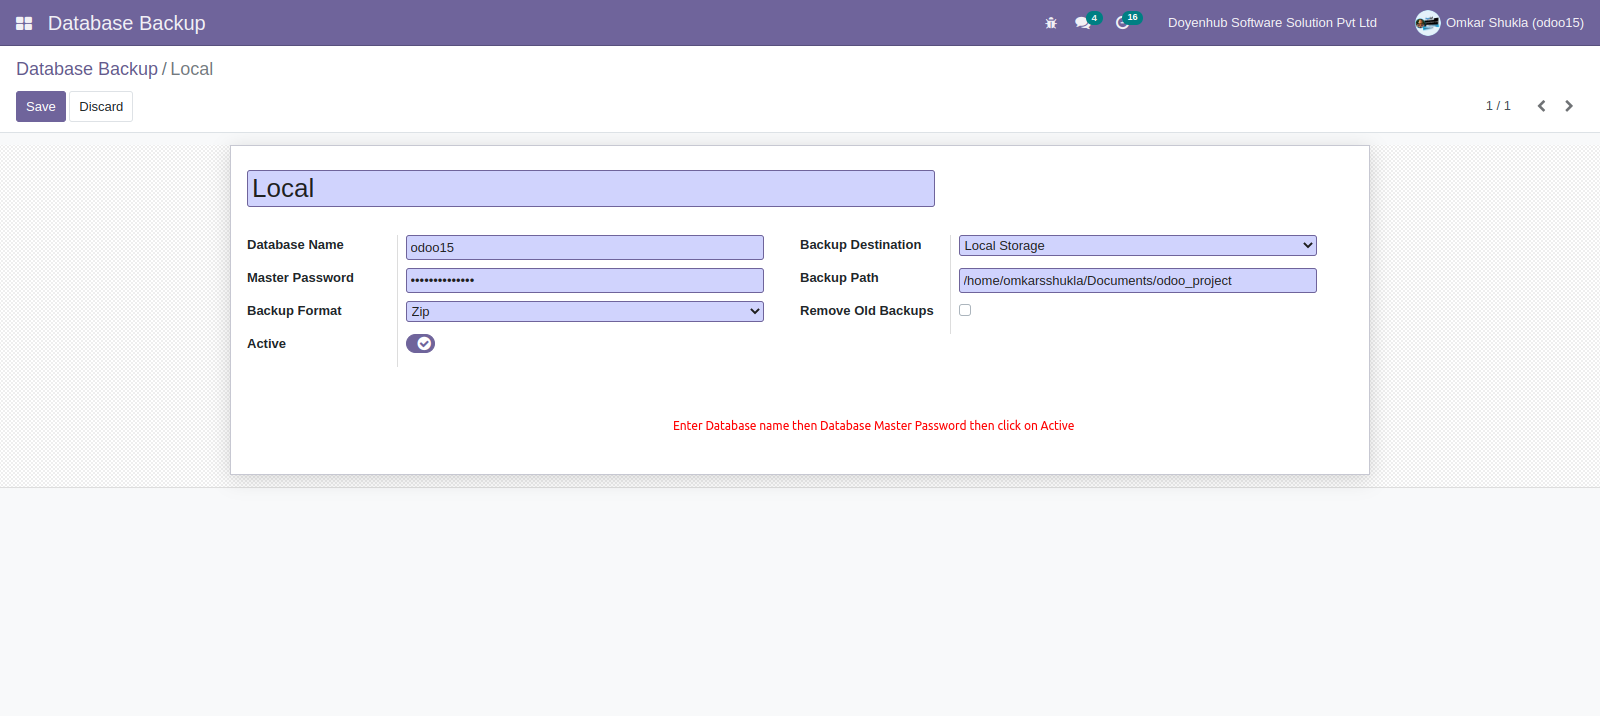 Database Backup 4 16 Doyenhub Software Solution Pvt Ltd Omkar Shukla (odoo15)
Database Backup / Local
Save Discard 1 / 1
Local
Database Name odoo15 Backup Destination Local Storage
Master Password •••••••••••••• Backup Path /home/omkarsshukla/Documents/odoo_project
Backup Format Zip Remove Old Backups
Active
Enter Database name then Database Master Password then click on Active